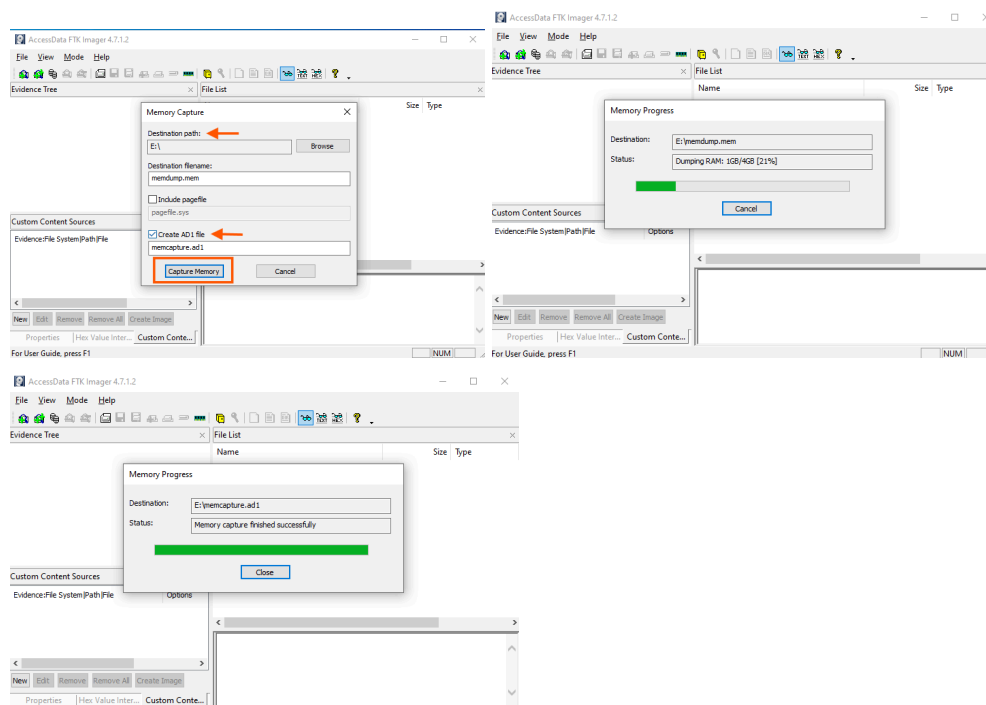 AccessData FTK Imager 4.7.1.2
File View Mode Help
Evidence Tree
File List
Size Type
Memory Capture
Destination path:
E:\
Browse
Destination filename:
memdump.mem
Include pagefile
pagefile.sys
Create AD1 file
memcapture.ad1
Capture Memory
Cancel
Custom Content Sources
Evidence:File System|Path|File
New Edit Remove Remove All Create Image
Properties Hex Value Inter... Custom Conte...
For User Guide, press F1
NUM
AccessData FTK Imager 4.7.1.2
File View Mode Help
Evidence Tree
File List
Name Size Type
Memory Progress
Destination: E:\memdump.mem
Status: Dumping RAM: 1GB/4GB [21%]
Cancel
Custom Content Sources
Evidence:File System|Path|File Options
New Edit Remove Remove All Create Image
Properties Hex Value Inter... Custom Conte...
For User Guide, press F1
NUM
AccessData FTK Imager 4.7.1.2
File View Mode Help
Evidence Tree
File List
Name Size Type
Memory Progress
Destination: E:\memcapture.ad1
Status: Memory capture finished successfully
Close
Custom Content Sources
Evidence:File System|Path|File Options
New Edit Remove Remove All Create Image
Properties Hex Value Inter... Custom Conte...